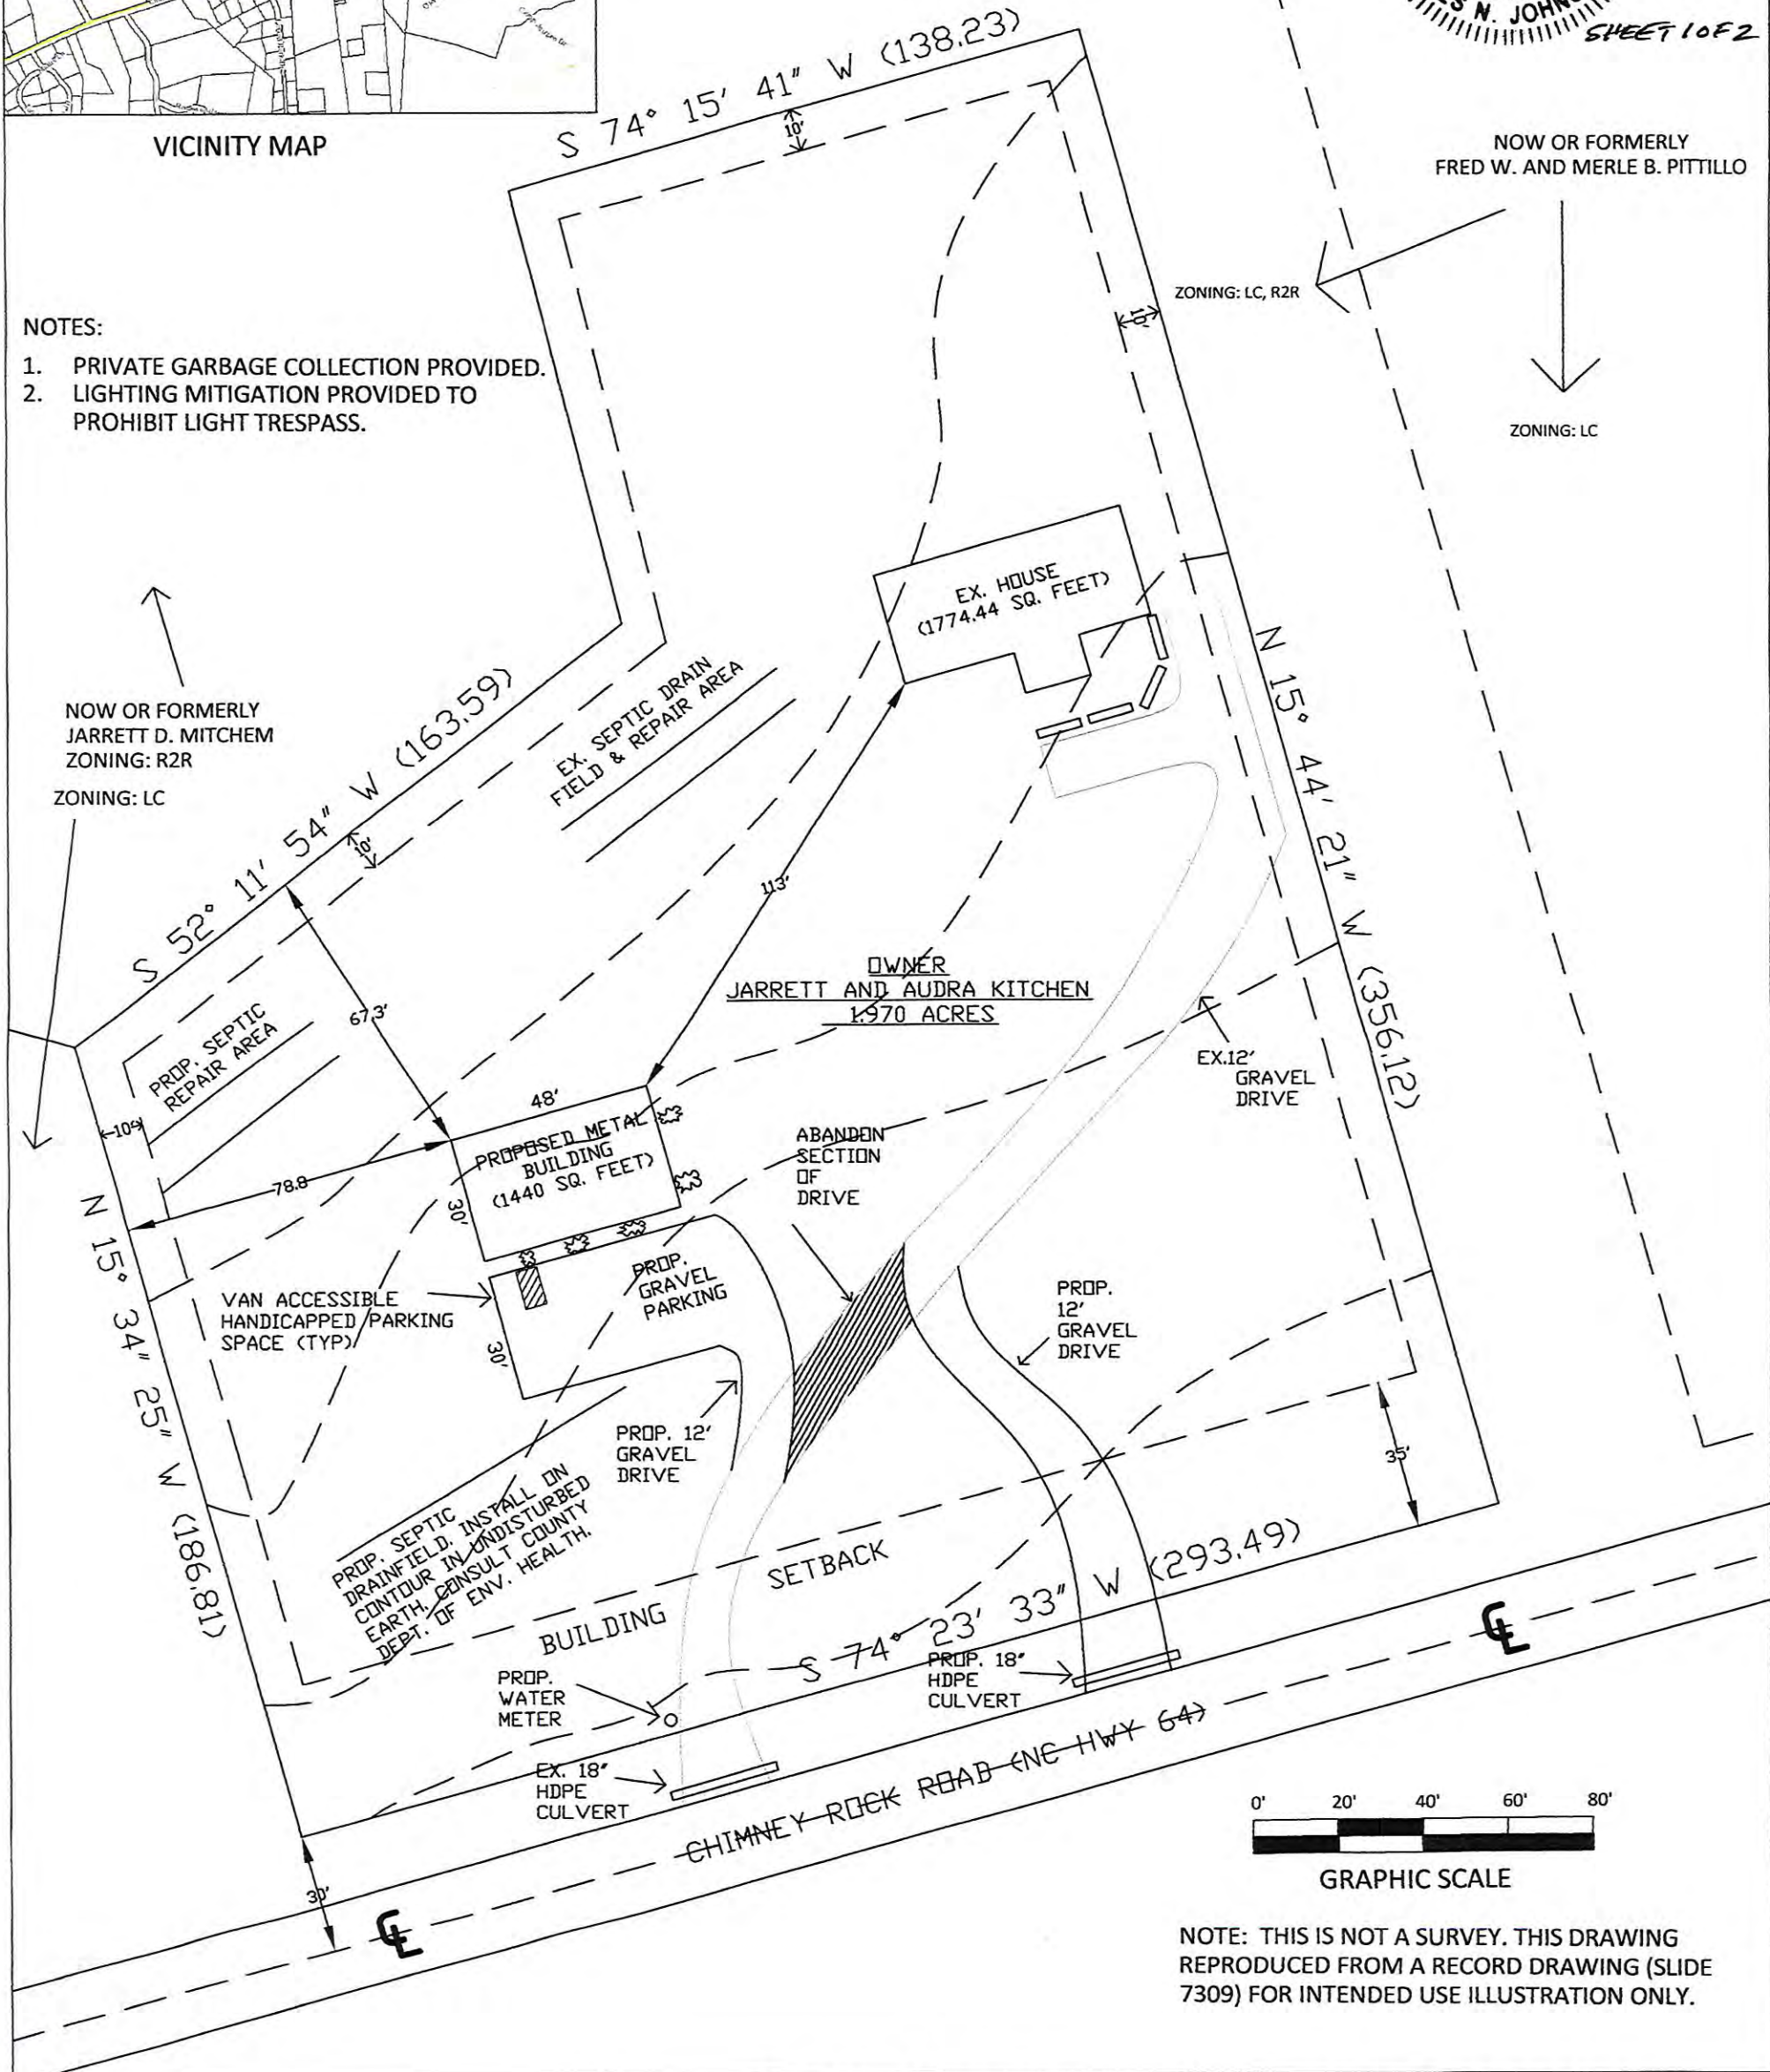 N. JOHNS
SHEET 1 OF 2
VICINITY MAP
S 74° 15' 41" W (138.23)
10'
NOW OR FORMERLY
FRED W. AND MERLE B. PITTILLO
ZONING: LC, R2R
10'
ZONING: LC
NOTES:
1. PRIVATE GARBAGE COLLECTION PROVIDED.
2. LIGHTING MITIGATION PROVIDED TO
PROHIBIT LIGHT TRESPASS.
EX. HOUSE
(1774.44 SQ. FEET)
N 15° 44' 21" W (356.12)
NOW OR FORMERLY
JARRETT D. MITCHEM
ZONING: R2R
ZONING: LC
S 52° 11' 54" W (163.59)
10'
EX. SEPTIC DRAIN
FIELD & REPAIR AREA
113'
OWNER
JARRETT AND AUDRA KITCHEN
1.970 ACRES
PROP. SEPTIC
REPAIR AREA
67.3'
10'
78.8
48'
PROPOSED METAL
BUILDING
(1440 SQ. FEET)
30'
EX.12'
GRAVEL
DRIVE
ABANDON
SECTION
OF
DRIVE
N 15° 34" 25" W (186.81)
VAN ACCESSIBLE
HANDICAPPED PARKING
SPACE (TYP)
30'
PROP.
GRAVEL
PARKING
PROP.
12'
GRAVEL
DRIVE
PROP. 12'
GRAVEL
DRIVE
35'
PROP. SEPTIC
DRAINFIELD, INSTALL ON
CONTOUR IN UNDISTURBED
EARTH, CONSULT COUNTY
DEPT. OF ENV. HEALTH.
BUILDING SETBACK
S 74° 23' 33" W (293.49)
PROP.
WATER
METER
PROP. 18"
HDPE
CULVERT
EX. 18"
HDPE
CULVERT
CHIMNEY ROCK ROAD (NC HWY 64)
CL
30'
CL
0' 20' 40' 60' 80'
GRAPHIC SCALE
NOTE: THIS IS NOT A SURVEY. THIS DRAWING
REPRODUCED FROM A RECORD DRAWING (SLIDE
7309) FOR INTENDED USE ILLUSTRATION ONLY.